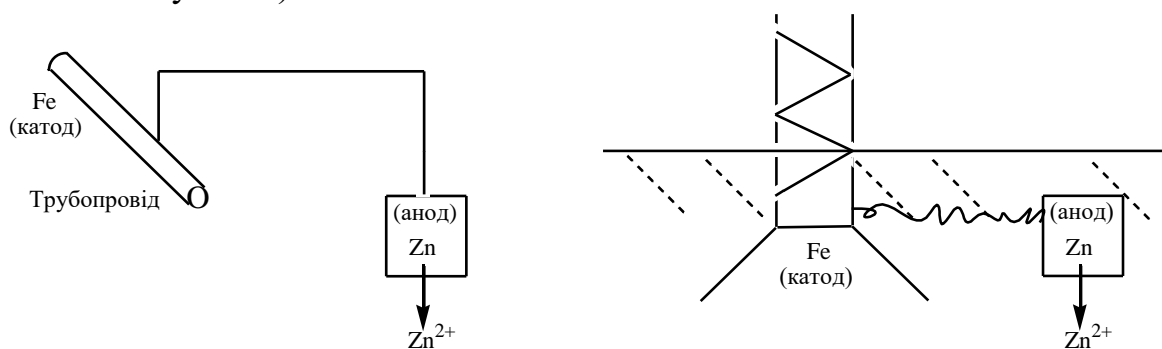 Fe
(катод)
Трубопровід
(анод)
Zn
Zn²⁺
Fe
(катод)
(анод)
Zn
Zn²⁺